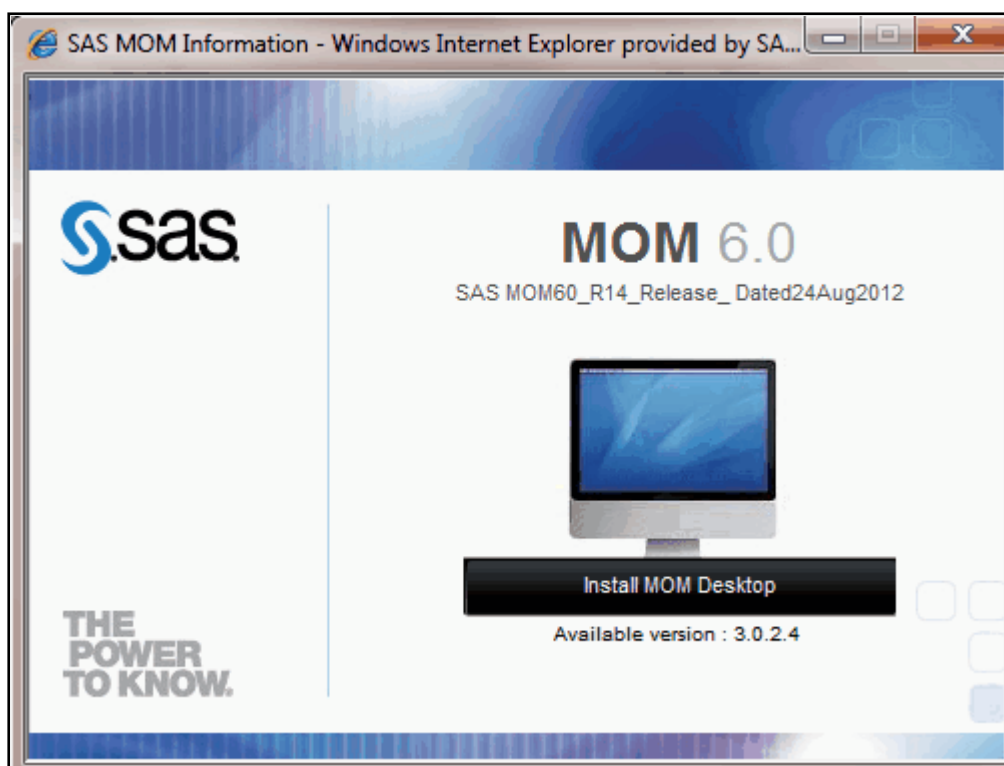 SAS MOM Information - Windows Internet Explorer provided by SA...
sas
MOM 6.0
SAS MOM60_R14_Release_ Dated24Aug2012
Install MOM Desktop
Available version : 3.0.2.4
THE
POWER
TO KNOW.